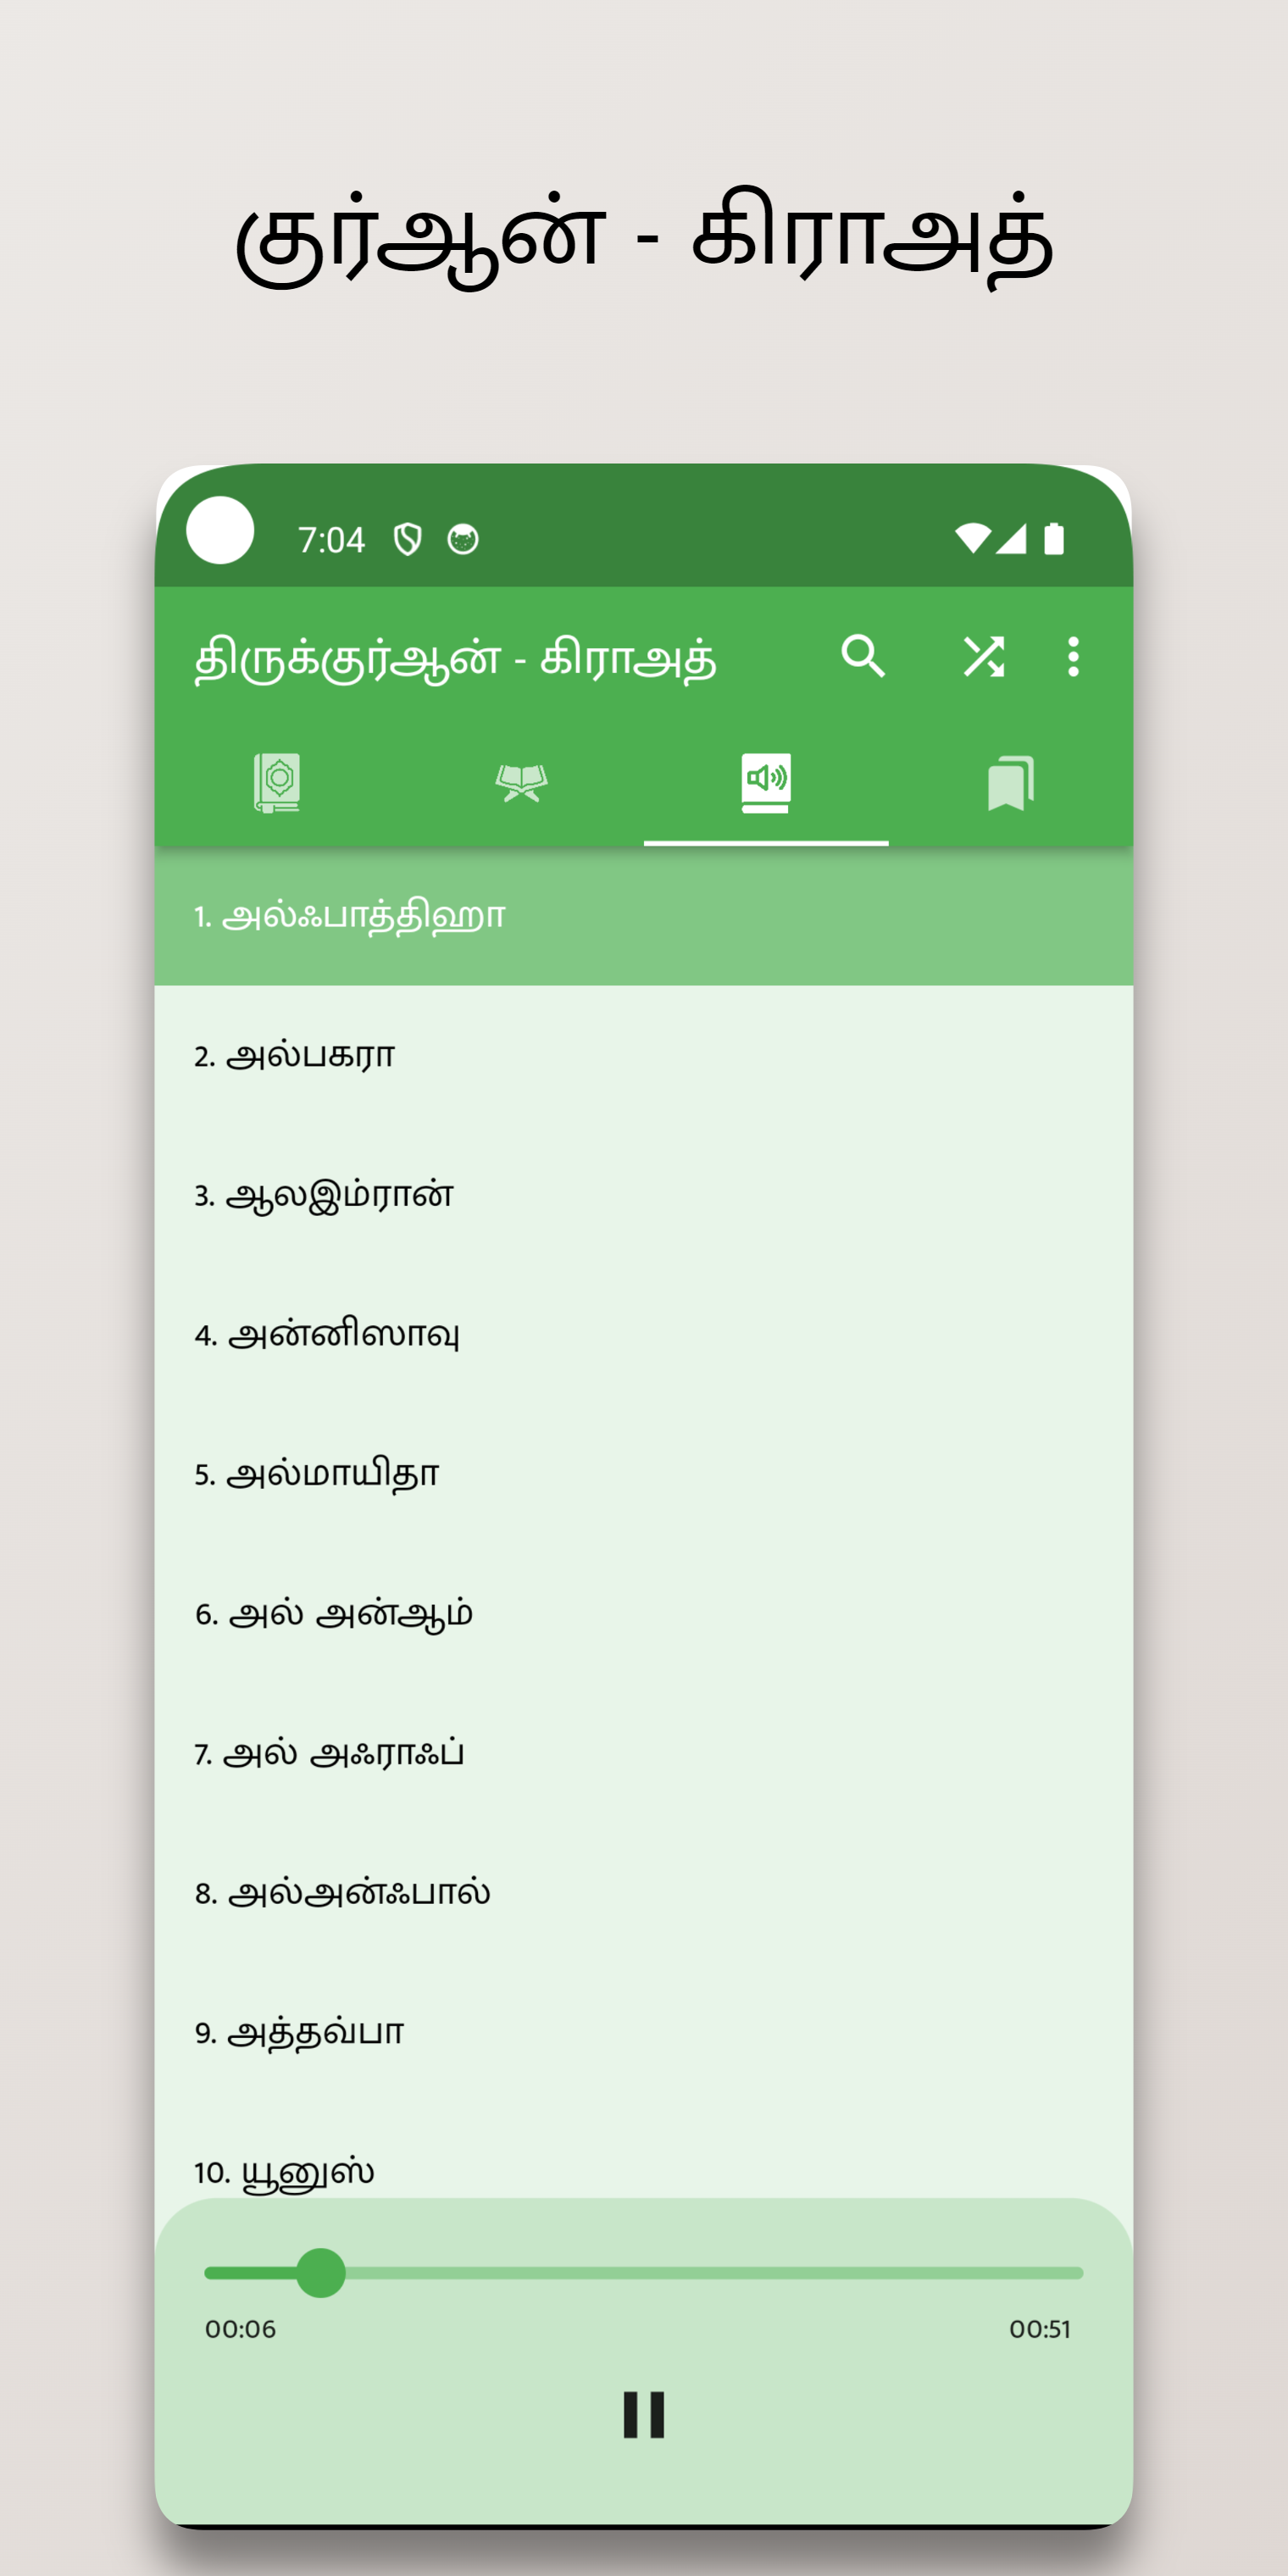 குர்ஆன் - கிராஅத்
7:04
திருக்குர்ஆன் - கிராஅத்
1. அல்ஃபாத்திஹா
2. அல்பகரா
3. ஆலஇம்ரான்
4. அன்னிஸாவு
5. அல்மாயிதா
6. அல் அன்ஆம்
7. அல் அஃராஃப்
8. அல்அன்ஃபால்
9. அத்தவ்பா
10. யூனுஸ்
00:06 00:51